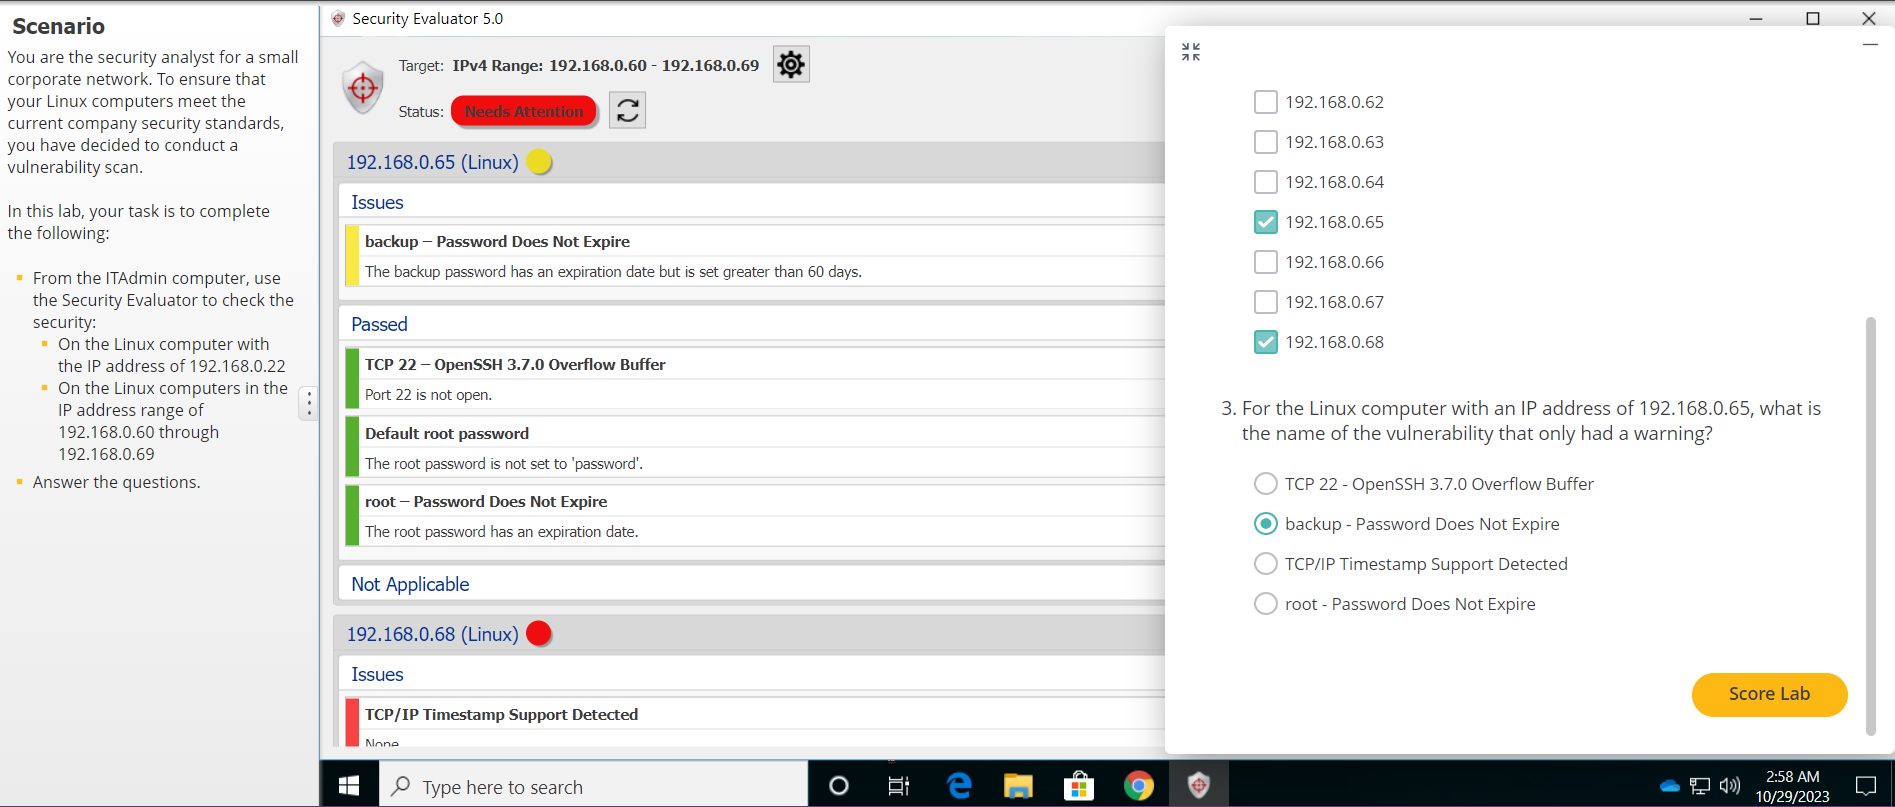 Scenario
You are the security analyst for a small
corporate network. To ensure that
your Linux computers meet the
current company security standards,
you have decided to conduct a
vulnerability scan.
In this lab, your task is to complete
the following:
From the ITAdmin computer, use
the Security Evaluator to check the
security:
On the Linux computer with
the IP address of 192.168.0.22
On the Linux computers in the
IP address range of
192.168.0.60 through
192.168.0.69
Answer the questions.
Security Evaluator 5.0
Target: IPv4 Range: 192.168.0.60 - 192.168.0.69
Status: Needs Attention
192.168.0.65 (Linux)
Issues
backup – Password Does Not Expire
The backup password has an expiration date but is set greater than 60 days.
Passed
TCP 22 – OpenSSH 3.7.0 Overflow Buffer
Port 22 is not open.
Default root password
The root password is not set to 'password'.
root – Password Does Not Expire
The root password has an expiration date.
Not Applicable
192.168.0.68 (Linux)
Issues
TCP/IP Timestamp Support Detected
None
192.168.0.62
192.168.0.63
192.168.0.64
192.168.0.65
192.168.0.66
192.168.0.67
192.168.0.68
3. For the Linux computer with an IP address of 192.168.0.65, what is
the name of the vulnerability that only had a warning?
TCP 22 - OpenSSH 3.7.0 Overflow Buffer
backup - Password Does Not Expire
TCP/IP Timestamp Support Detected
root - Password Does Not Expire
Score Lab
Type here to search
2:58 AM
10/29/2023